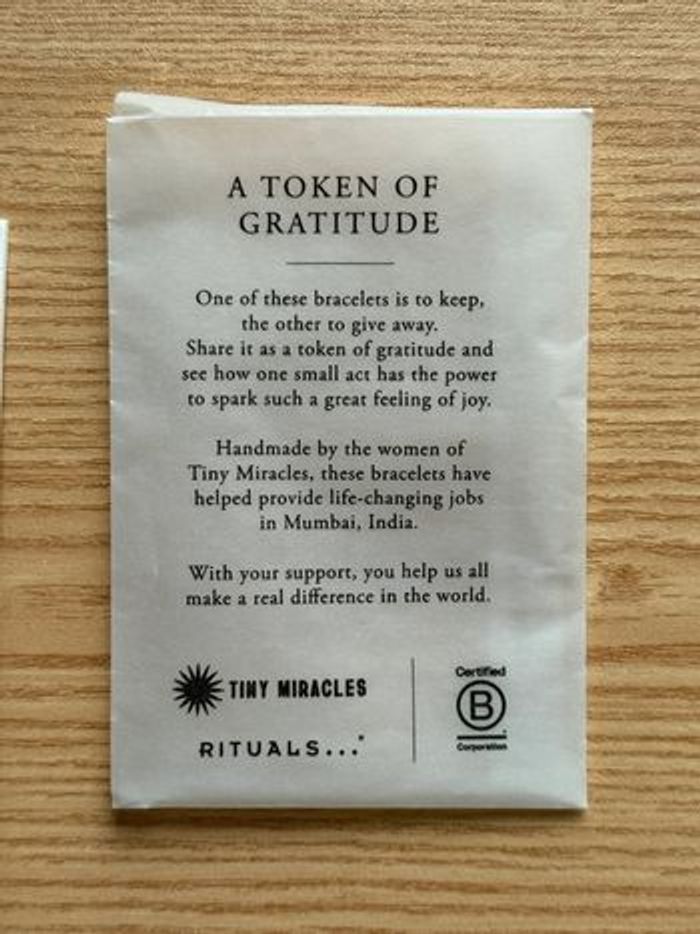 A TOKEN OF
GRATITUDE
One of these bracelets is to keep,
the other to give away.
Share it as a token of gratitude and
see how one small act has the power
to spark such a great feeling of joy.
Handmade by the women of
Tiny Miracles, these bracelets have
helped provide life-changing jobs
in Mumbai, India.
With your support, you help us all
make a real difference in the world.
TINY MIRACLES
RITUALS...
Certified
B
Corporation